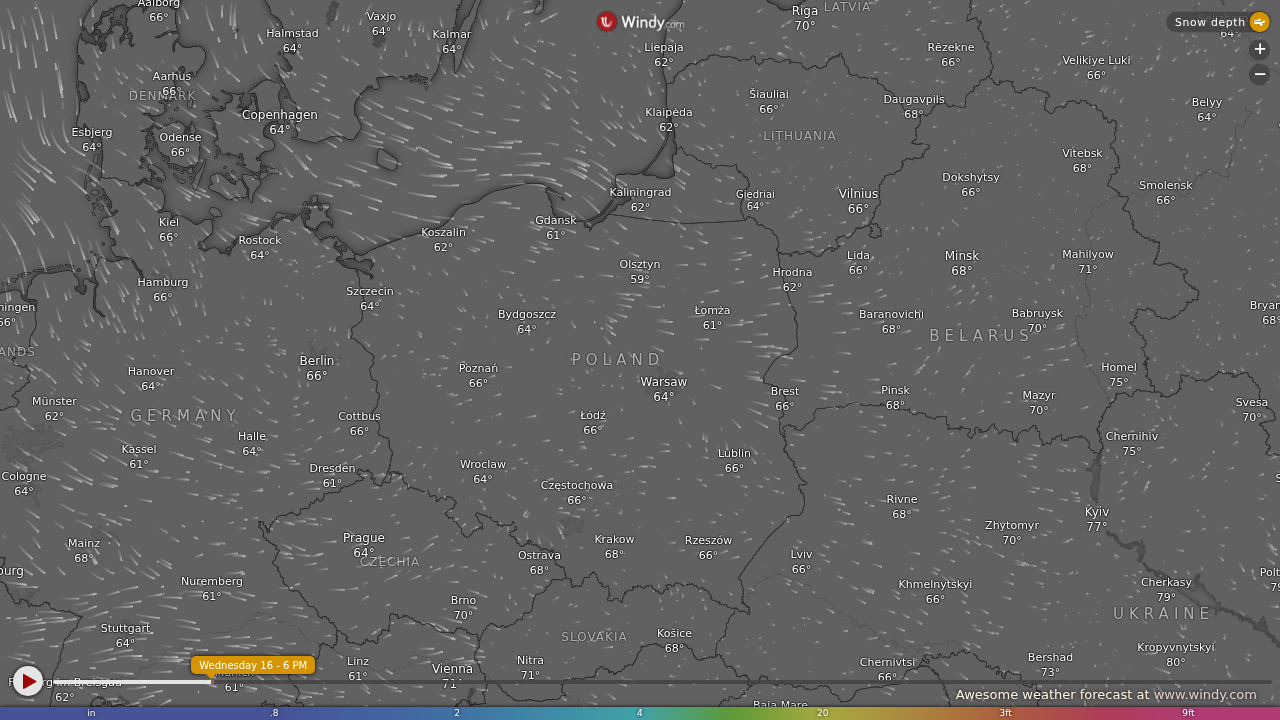 Aalborg
66°
Vaxjo
64°
Halmstad
64°
Kalmar
64°
Windy.com
Riga
70°
LATVIA
Snow depth
64°
+
−
Liepaja
62°
Rēzekne
66°
Velikiye Luki
66°
Aarhus
66°
DENMARK
Copenhagen
64°
Klaipėda
62°
Šiauliai
66°
Daugavpils
68°
Belyy
64°
Esbjerg
64°
Odense
66°
LITHUANIA
Vitebsk
68°
Kaliningrad
62°
Giedriai
64°
Vilnius
66°
Dokshytsy
66°
Smolensk
66°
Kiel
66°
Rostock
64°
Koszalin
62°
Gdansk
61°
Olsztyn
59°
Hrodna
62°
Lida
66°
Minsk
68°
Mahilyow
71°
Hamburg
66°
Szczecin
64°
Bydgoszcz
64°
Łomża
61°
Baranovichi
68°
Babruysk
70°
BELARUS
66°
Hanover
64°
Berlin
66°
Poznań
66°
POLAND
Warsaw
64°
Brest
66°
Pinsk
68°
Homel
75°
Mazyr
70°
Svesa
70°
Münster
62°
GERMANY
Cottbus
66°
Łódź
66°
Chernihiv
75°
Kassel
61°
Halle
64°
Lublin
66°
Cologne
64°
Dresden
61°
Wroclaw
64°
Częstochowa
66°
Rivne
68°
Kyiv
77°
Zhytomyr
70°
Mainz
68°
Prague
64°
CZECHIA
Ostrava
68°
Krakow
68°
Rzeszów
66°
Lviv
66°
Nuremberg
61°
Brno
70°
Khmelnytskyi
66°
Cherkasy
79°
UKRAINE
Stuttgart
64°
SLOVAKIA
Košice
68°
Kropyvnytskyi
80°
Wednesday 16 - 6 PM
Linz
61°
Vienna
71°
Nitra
71°
Chernivtsi
66°
Bershad
73°
62°
61°
Baia Mare
Awesome weather forecast at www.windy.com
in .8 2 4 20 3ft 9ft